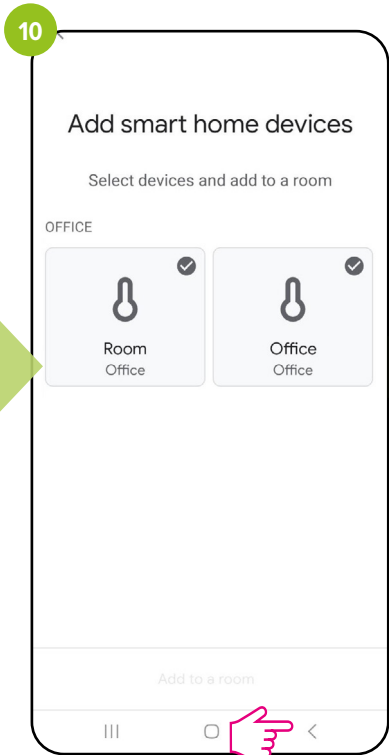 10
Add smart home devices
Select devices and add to a room
OFFICE
Room
Office
Office
Office
Add to a room